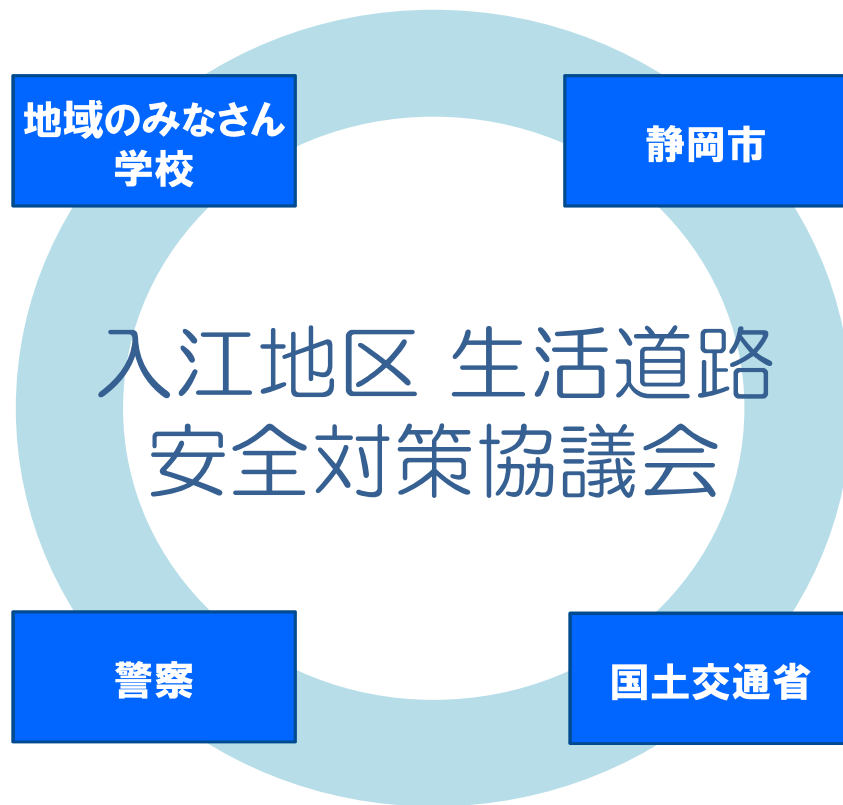 地域のみなさん
学校
静岡市
入江地区 生活道路
安全対策協議会
警察
国土交通省